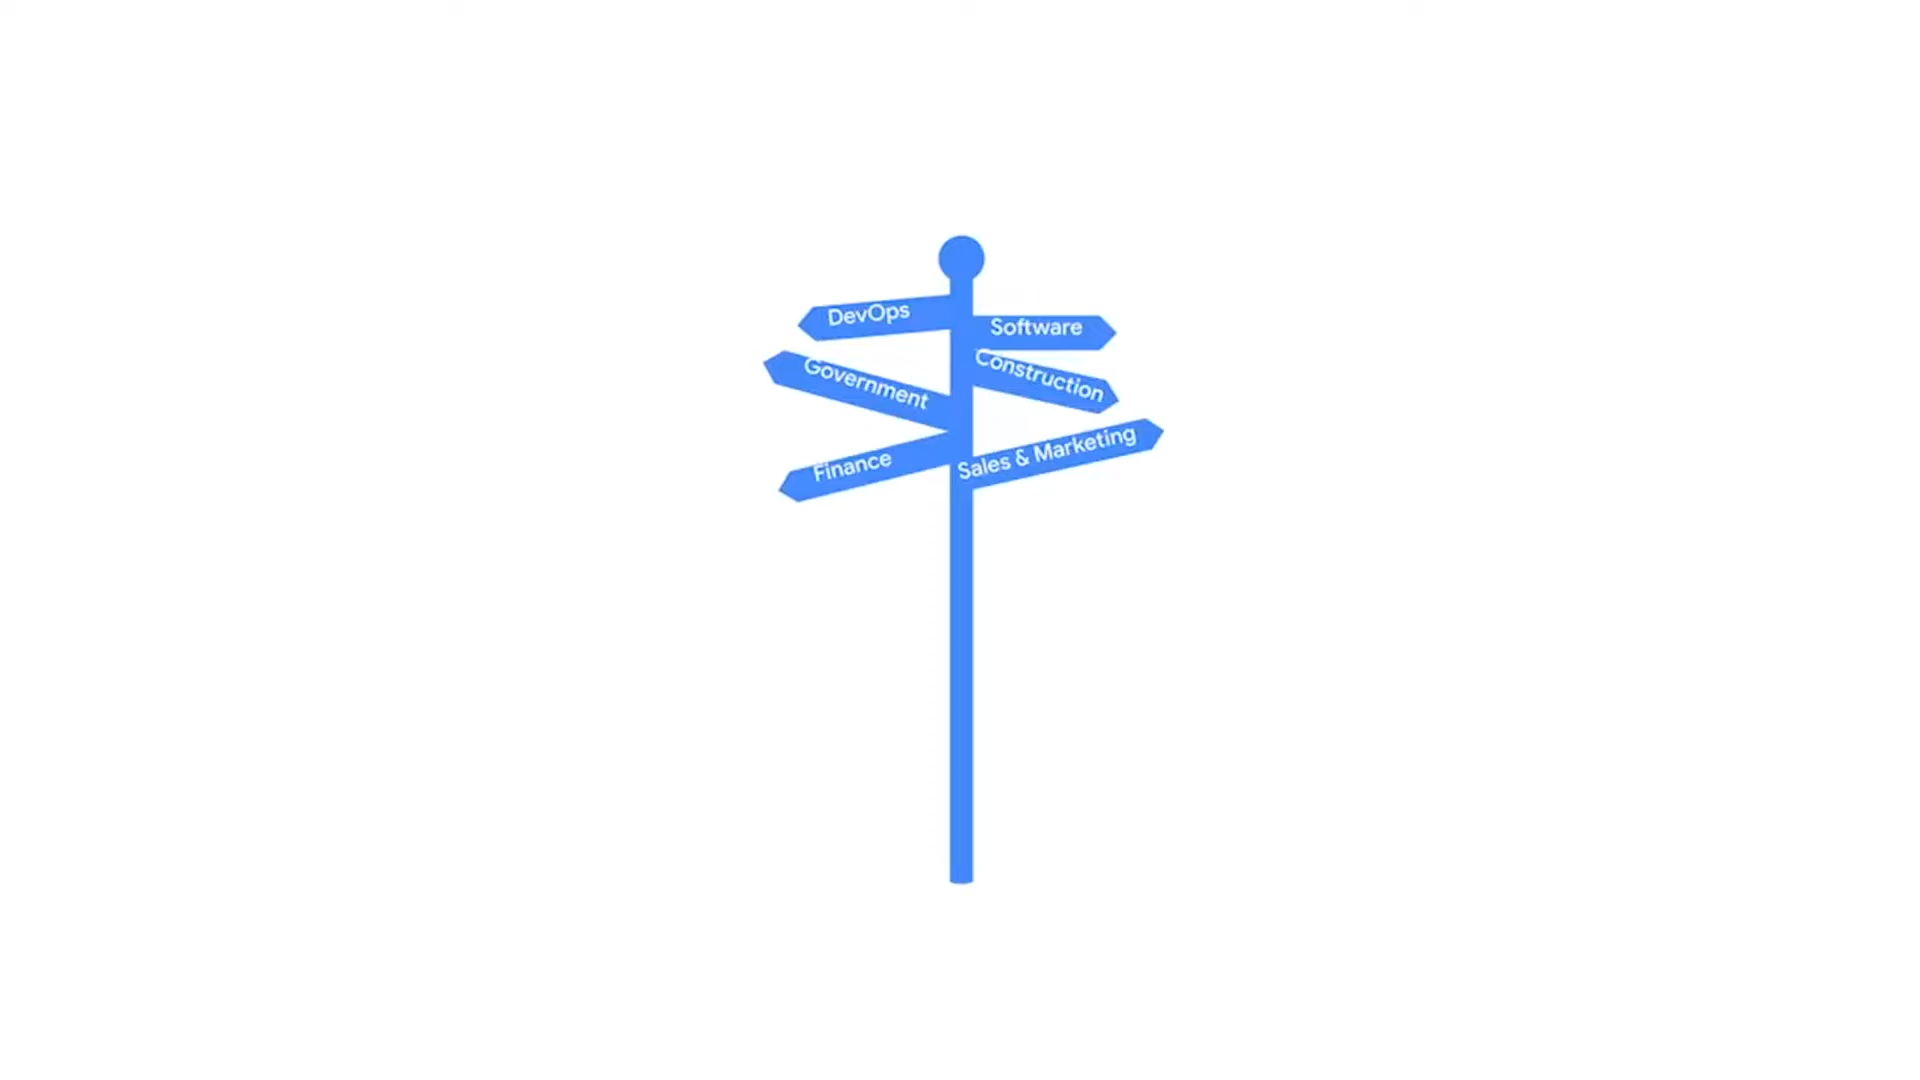 DevOps
Software
Government
Construction
Finance
Sales & Marketing